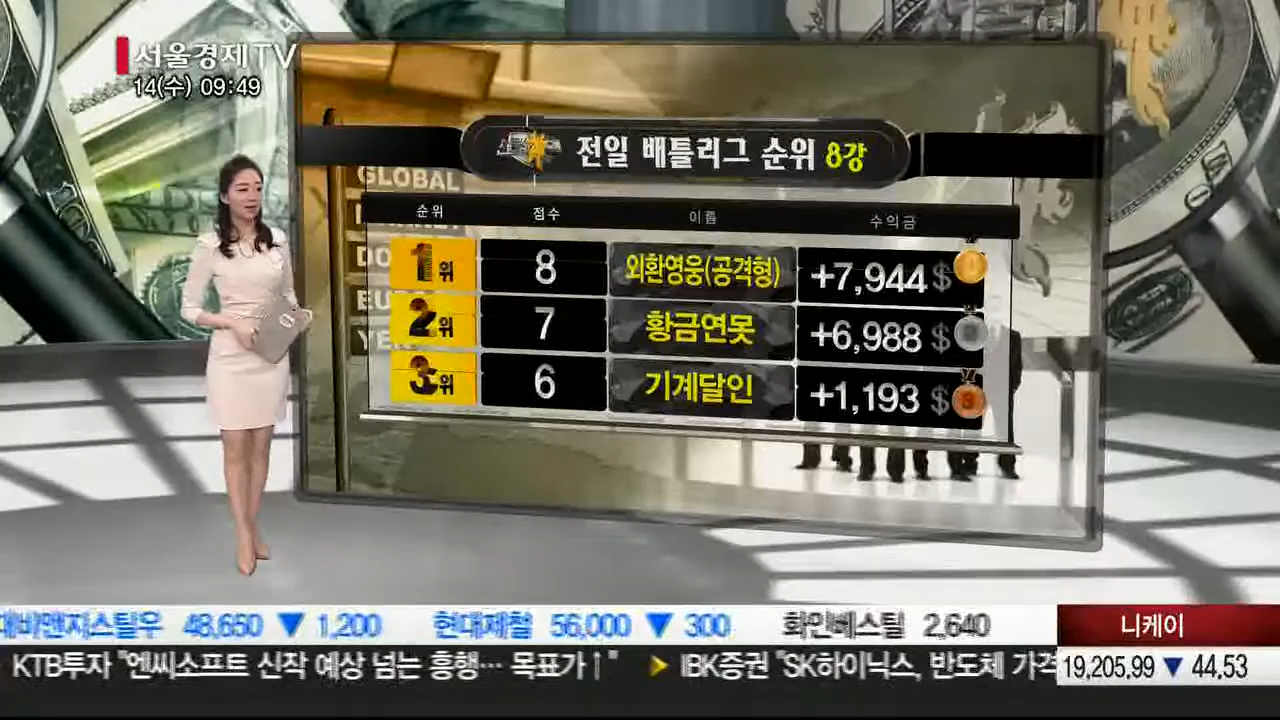 서울경제TV
14(수) 09:49
전일 배틀리그 순위 8강
GLOBAL
순위 점수 이름 수익금
1위 8 외환영웅(공격형) +7,944 $
2위 7 황금연못 +6,988 $
3위 6 기계달인 +1,193 $
48,650 ▼ 1,200 현대제철 56,000 ▼ 300 화인베스틸 2,640
니케이
KTB투자 "엔씨소프트 신작 예상 넘는 흥행… 목표가↑" IBK증권 "SK하이닉스, 반도체 가격
19,205.99 ▼ 44.53